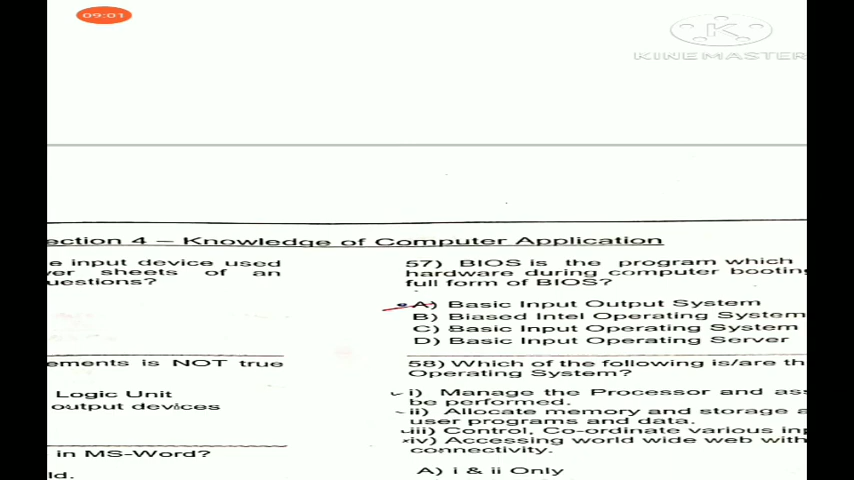 09:01
K
KINEMASTER
ection 4 – Knowledge of Computer Application
e input device used
ver sheets of an
uestions?
ements is NOT true
Logic Unit
output devices
in MS-Word?
ld.
57) BIOS is the program which
hardware during computer booting
full form of BIOS?
A) Basic Input Output System
B) Biased Intel Operating System
C) Basic Input Operating System
D) Basic Input Operating Server
58) Which of the following is/are th
Operating System?
i) Manage the Processor and ass
be performed.
ii) Allocate memory and storage a
user programs and data.
iii) Control, Co-ordinate various inp
iv) Accessing world wide web with
connectivity.
A) i & ii Only